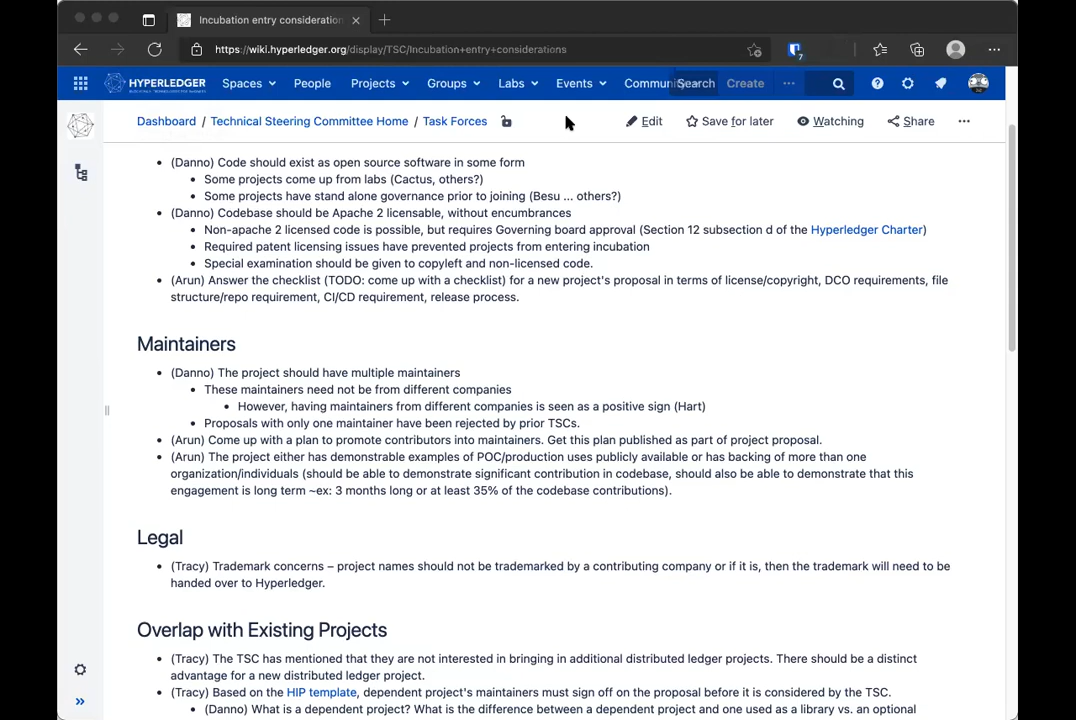 Incubation entry consideration
https://wiki.hyperledger.org/display/TSC/Incubation+entry+considerations
7
HYPERLEDGER Spaces People Projects Groups Labs Events Search Create
Dashboard / Technical Steering Committee Home / Task Forces Edit Save for later Watching Share
(Danno) Code should exist as open source software in some form
Some projects come up from labs (Cactus, others?)
Some projects have stand alone governance prior to joining (Besu ... others?)
(Danno) Codebase should be Apache 2 licensable, without encumbrances
Non-apache 2 licensed code is possible, but requires Governing board approval (Section 12 subsection d of the Hyperledger Charter)
Required patent licensing issues have prevented projects from entering incubation
Special examination should be given to copyleft and non-licensed code.
(Arun) Answer the checklist (TODO: come up with a checklist) for a new project's proposal in terms of license/copyright, DCO requirements, file
structure/repo requirement, CI/CD requirement, release process.
Maintainers
(Danno) The project should have multiple maintainers
These maintainers need not be from different companies
However, having maintainers from different companies is seen as a positive sign (Hart)
Proposals with only one maintainer have been rejected by prior TSCs.
(Arun) Come up with a plan to promote contributors into maintainers. Get this plan published as part of project proposal.
(Arun) The project either has demonstrable examples of POC/production uses publicly available or has backing of more than one
organization/individuals (should be able to demonstrate significant contribution in codebase, should also be able to demonstrate that this
engagement is long term ~ex: 3 months long or at least 35% of the codebase contributions).
Legal
(Tracy) Trademark concerns – project names should not be trademarked by a contributing company or if it is, then the trademark will need to be
handed over to Hyperledger.
Overlap with Existing Projects
(Tracy) The TSC has mentioned that they are not interested in bringing in additional distributed ledger projects. There should be a distinct
advantage for a new distributed ledger project.
(Tracy) Based on the HIP template, dependent project's maintainers must sign off on the proposal before it is considered by the TSC.
(Danno) What is a dependent project? What is the difference between a dependent project and one used as a library vs. an optional